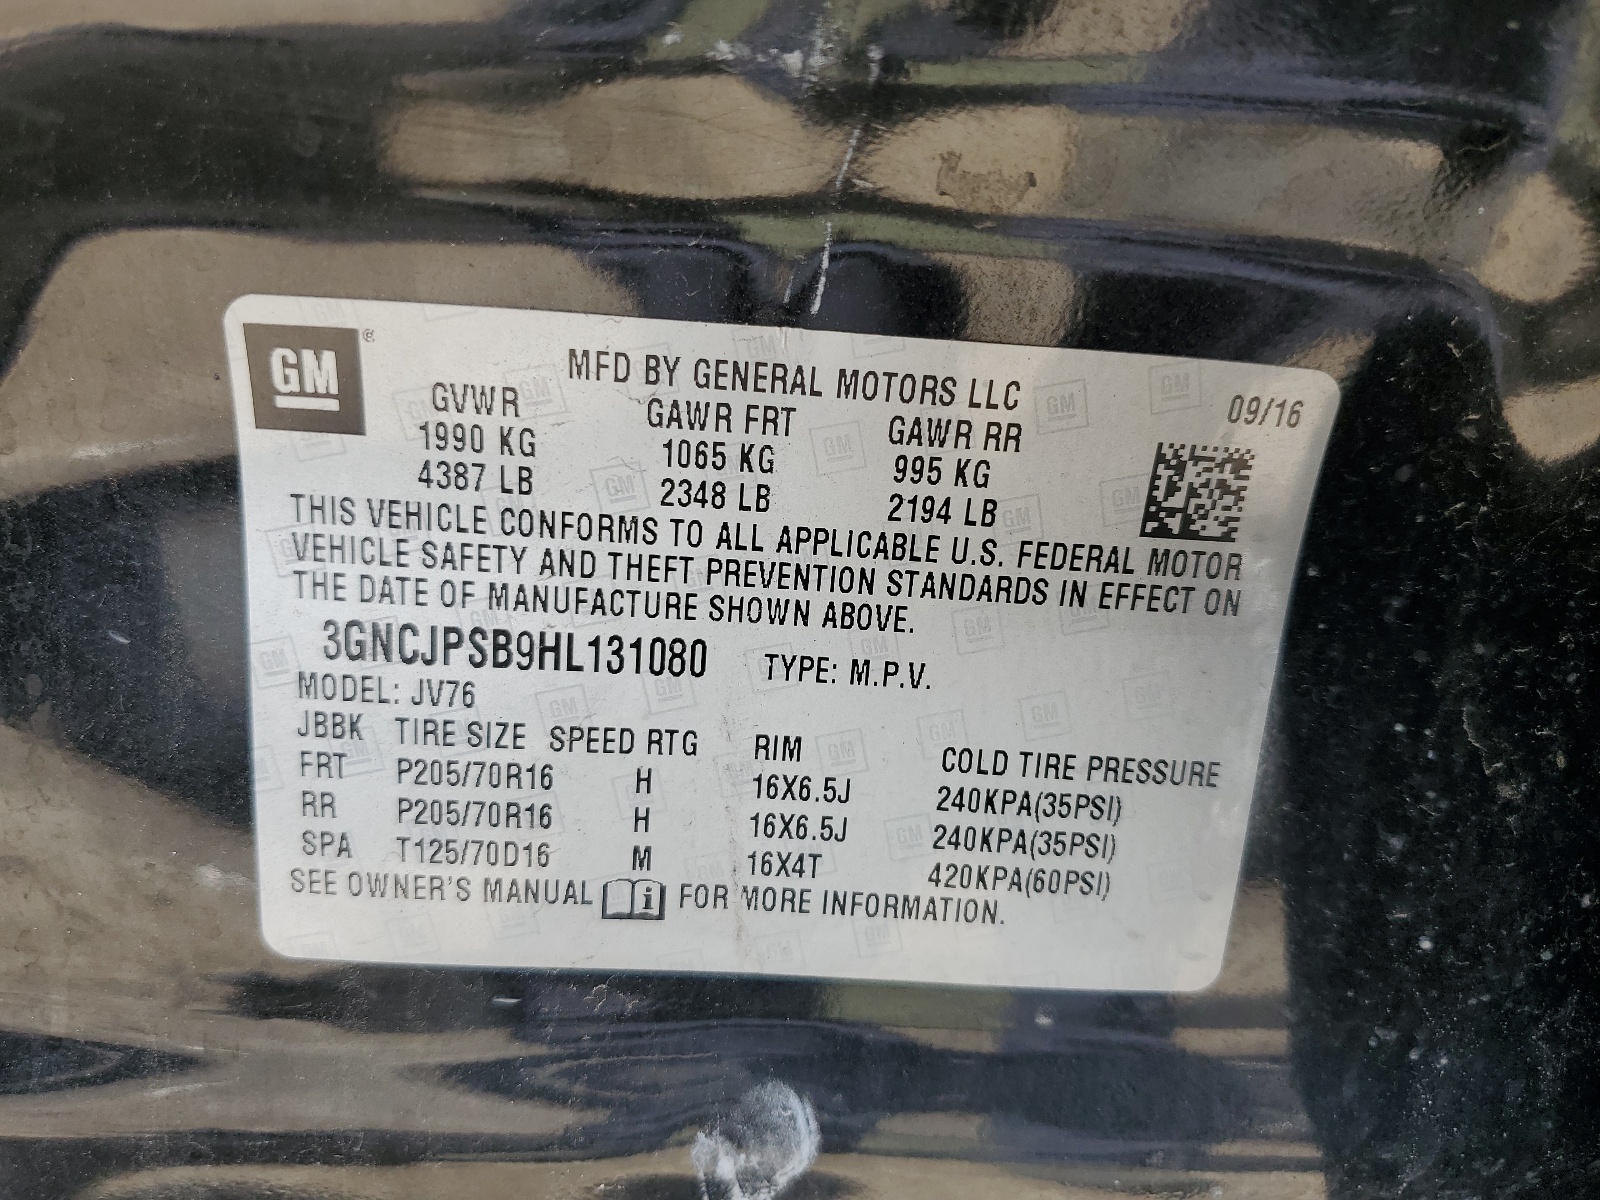 GM ©
MFD BY GENERAL MOTORS LLC 09/16
GVWR GAWR FRT GAWR RR
1990 KG 1065 KG 995 KG
4387 LB 2348 LB 2194 LB
THIS VEHICLE CONFORMS TO ALL APPLICABLE U.S. FEDERAL MOTOR
VEHICLE SAFETY AND THEFT PREVENTION STANDARDS IN EFFECT ON
THE DATE OF MANUFACTURE SHOWN ABOVE.
3GNCJPSB9HL131080 TYPE: M.P.V.
MODEL: JV76
JBBK TIRE SIZE SPEED RTG RIM COLD TIRE PRESSURE
FRT P205/70R16 H 16X6.5J 240KPA(35PSI)
RR P205/70R16 H 16X6.5J 240KPA(35PSI)
SPA T125/70D16 M 16X4T 420KPA(60PSI)
SEE OWNER'S MANUAL i FOR MORE INFORMATION.